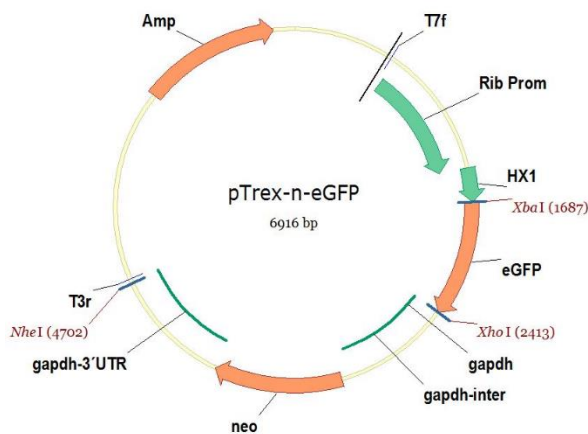 Amp
T7f
Rib Prom
HX1
XbaI (1687)
pTrex-n-eGFP
6916 bp
eGFP
T3r
NheI (4702)
XhoI (2413)
gapdh-3´UTR
gapdh
gapdh-inter
neo